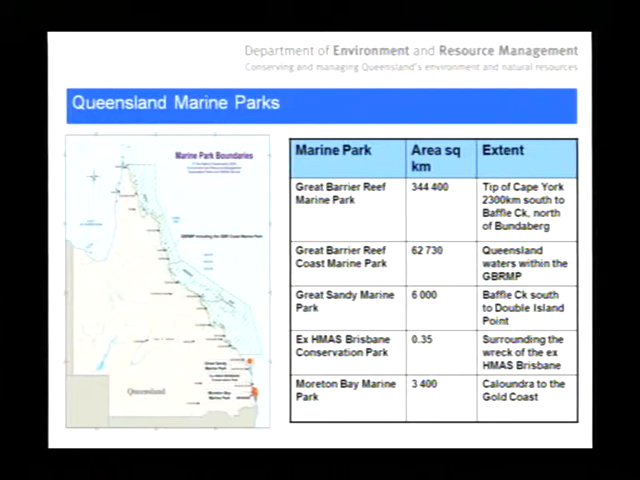 Department of Environment and Resource Management
Conserving and managing Queensland's environment and natural resources
Queensland Marine Parks
Marine Park Boundaries
Queensland
Marine Park
Area sq km
Extent
Great Barrier Reef Marine Park
344 400
Tip of Cape York 2300km south to Baffle Ck, north of Bundaberg
Great Barrier Reef Coast Marine Park
62 730
Queensland waters within the GBRMP
Great Sandy Marine Park
6 000
Baffle Ck south to Double Island Point
Ex HMAS Brisbane Conservation Park
0.35
Surrounding the wreck of the ex HMAS Brisbane
Moreton Bay Marine Park
3 400
Caloundra to the Gold Coast